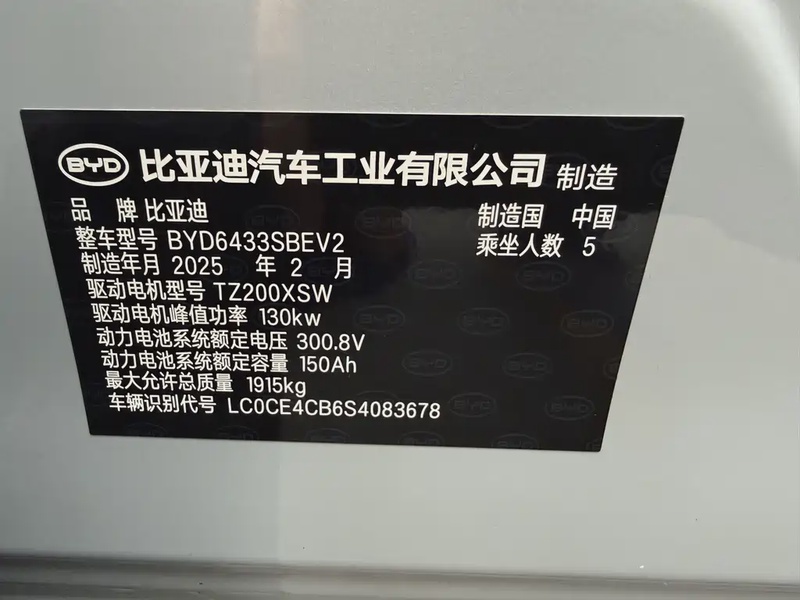 BYD 比亚迪汽车工业有限公司 制造
品 牌 比亚迪 制造国 中国
整车型号 BYD6433SBEV2 乘坐人数 5
制造年月 2025 年 2 月
驱动电机型号 TZ200XSW
驱动电机峰值功率 130kw
动力电池系统额定电压 300.8V
动力电池系统额定容量 150Ah
最大允许总质量 1915kg
车辆识别代号 LC0CE4CB6S4083678